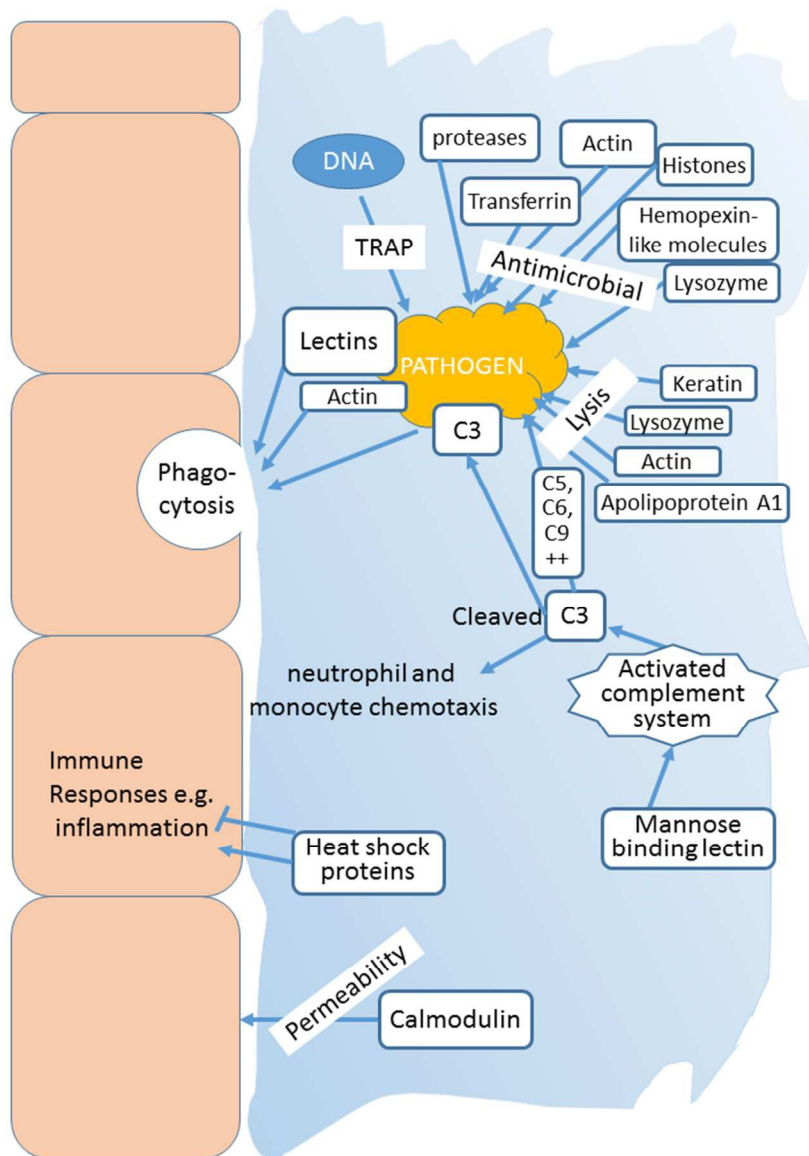 proteases
Actin
DNA
Histones
Transferrin
Hemopexin-
like molecules
TRAP
Antimicrobial
Lysozyme
Lectins
PATHOGEN
Actin
Keratin
Lysis
C3
Lysozyme
Actin
Phago-
cytosis
C5,
C6,
C9
++
Apolipoprotein A1
Cleaved
C3
neutrophil and
monocyte chemotaxis
Activated
complement
system
Immune
Responses e.g.
inflammation
Heat shock
proteins
Mannose
binding lectin
Permeability
Calmodulin